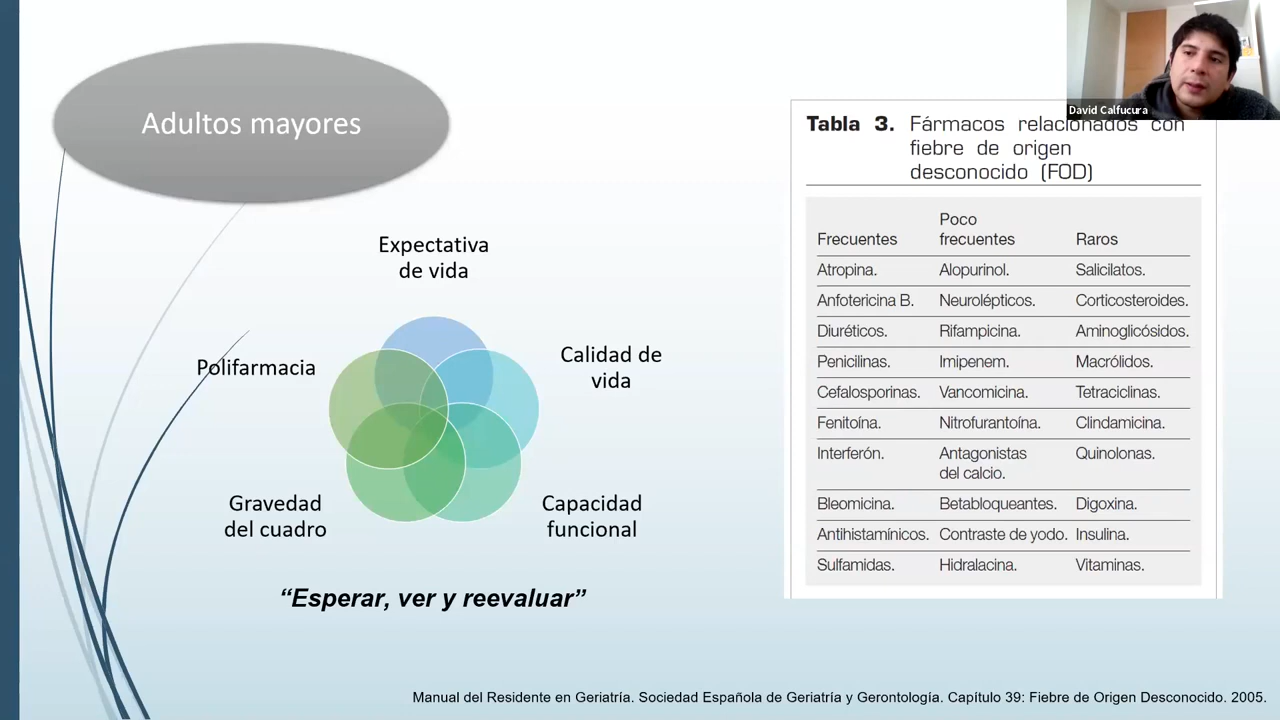 David Calfucura
Adultos mayores
Expectativa
de vida
Polifarmacia
Calidad de
vida
Gravedad
del cuadro
Capacidad
funcional
“Esperar, ver y reevaluar”
Tabla 3. Fármacos relacionados con
fiebre de origen
desconocido (FOD)
Frecuentes Poco frecuentes Raros
Atropina. Alopurinol. Salicilatos.
Anfotericina B. Neurolépticos. Corticosteroides.
Diuréticos. Rifampicina. Aminoglicósidos.
Penicilinas. Imipenem. Macrólidos.
Cefalosporinas. Vancomicina. Tetraciclinas.
Fenitoína. Nitrofurantoína. Clindamicina.
Interferón. Antagonistas del calcio. Quinolonas.
Bleomicina. Betabloqueantes. Digoxina.
Antihistamínicos. Contraste de yodo. Insulina.
Sulfamidas. Hidralacina. Vitaminas.
Manual del Residente en Geriatría. Sociedad Española de Geriatría y Gerontología. Capítulo 39: Fiebre de Origen Desconocido. 2005.